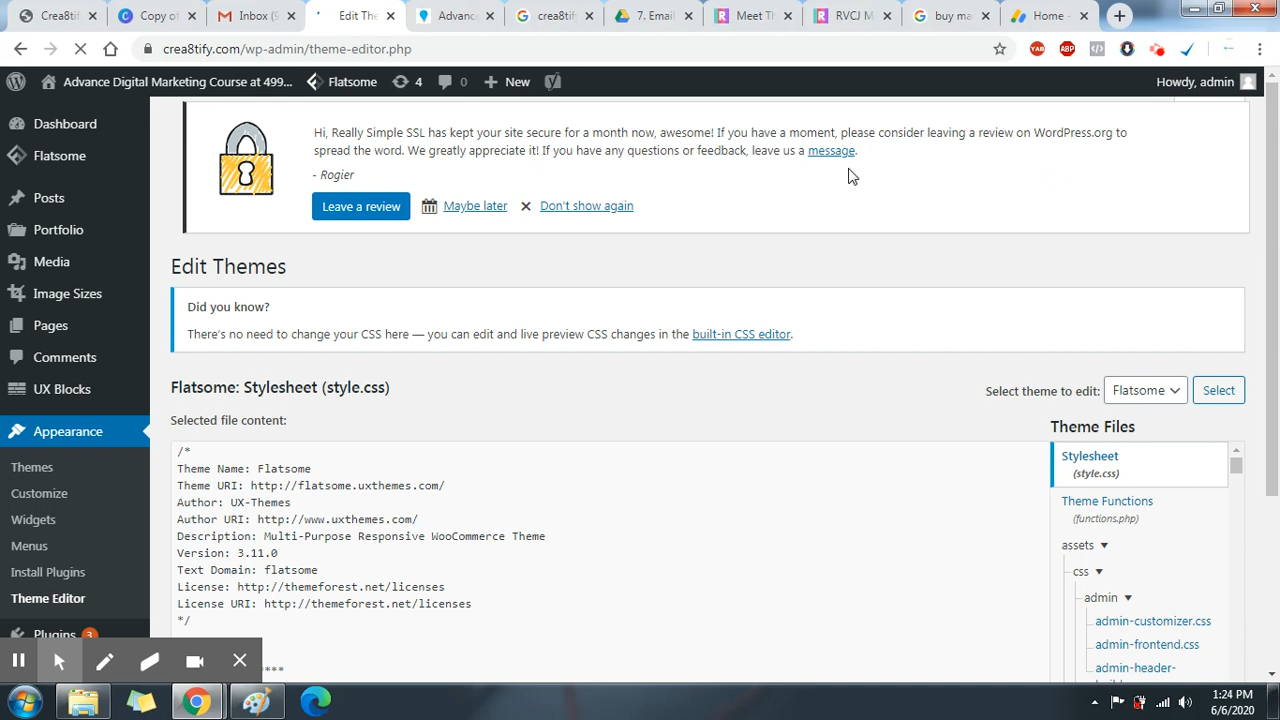 Crea8tify
Copy of
Inbox (9
Edit The
Advanc
crea8tify
7. Email
Meet Th
RVCJ M
buy ma
Home -
crea8tify.com/wp-admin/theme-editor.php
YAB
ABP
Advance Digital Marketing Course at 499...
Flatsome
4
0
New
Howdy, admin
Dashboard
Flatsome
Posts
Portfolio
Media
Image Sizes
Pages
Comments
UX Blocks
Appearance
Themes
Customize
Widgets
Menus
Install Plugins
Theme Editor
Plugins 3
Hi, Really Simple SSL has kept your site secure for a month now, awesome! If you have a moment, please consider leaving a review on WordPress.org to
spread the word. We greatly appreciate it! If you have any questions or feedback, leave us a message.
- Rogier
Leave a review
Maybe later
Don't show again
Edit Themes
Did you know?
There's no need to change your CSS here — you can edit and live preview CSS changes in the built-in CSS editor.
Flatsome: Stylesheet (style.css)
Select theme to edit:
Flatsome
Select
Selected file content:
/*
Theme Name: Flatsome
Theme URI: http://flatsome.uxthemes.com/
Author: UX-Themes
Author URI: http://www.uxthemes.com/
Description: Multi-Purpose Responsive WooCommerce Theme
Version: 3.11.0
Text Domain: flatsome
License: http://themeforest.net/licenses
License URI: http://themeforest.net/licenses
*/
****
Theme Files
Stylesheet
(style.css)
Theme Functions
(functions.php)
assets
css
admin
admin-customizer.css
admin-frontend.css
admin-header-
1:24 PM
6/6/2020